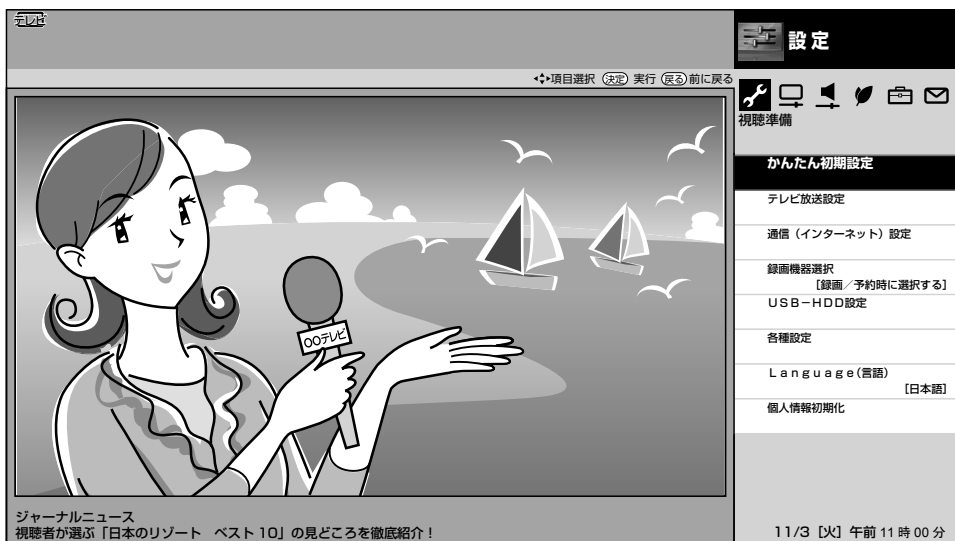 テレビ
設定
項目選択 決定 実行 戻る 前に戻る
視聴準備
かんたん初期設定
テレビ放送設定
通信（インターネット）設定
録画機器選択
［録画／予約時に選択する］
ＵＳＢ－ＨＤＤ設定
各種設定
Ｌａｎｇｕａｇｅ(言語)
［日本語］
個人情報初期化
○○テレビ
ジャーナルニュース
視聴者が選ぶ「日本のリゾート　ベスト 10」の見どころを徹底紹介！
11/3［火］午前 11 時 00 分